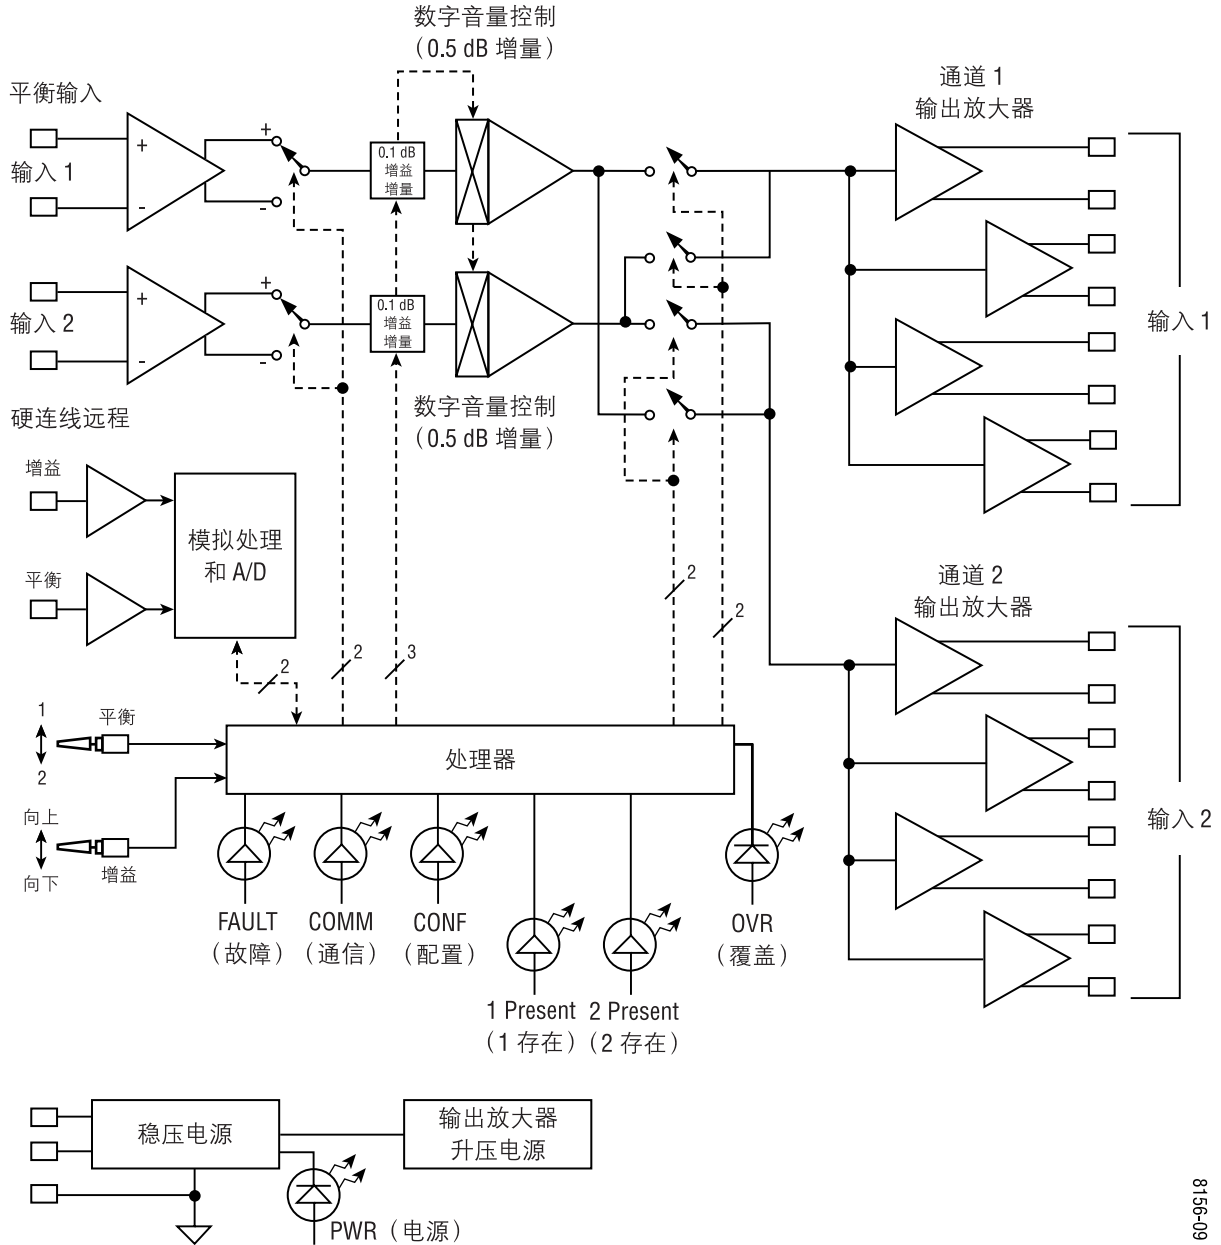 数字音量控制
（0.5 dB 增量）
平衡输入
输入 1
+
-
+
-
0.1 dB
增益
增量
通道 1
输出放大器
输入 2
+
-
+
-
0.1 dB
增益
增量
数字音量控制
（0.5 dB 增量）
输入 1
硬连线远程
增益
平衡
模拟处理
和 A/D
2
2
3
2
2
通道 2
输出放大器
输入 2
1
2
平衡
向上
向下
增益
处理器
FAULT
（故障）
COMM
（通信）
CONF
（配置）
1 Present
（1 存在）
2 Present
（2 存在）
OVR
（覆盖）
稳压电源
输出放大器
升压电源
PWR（电源）
8156-09